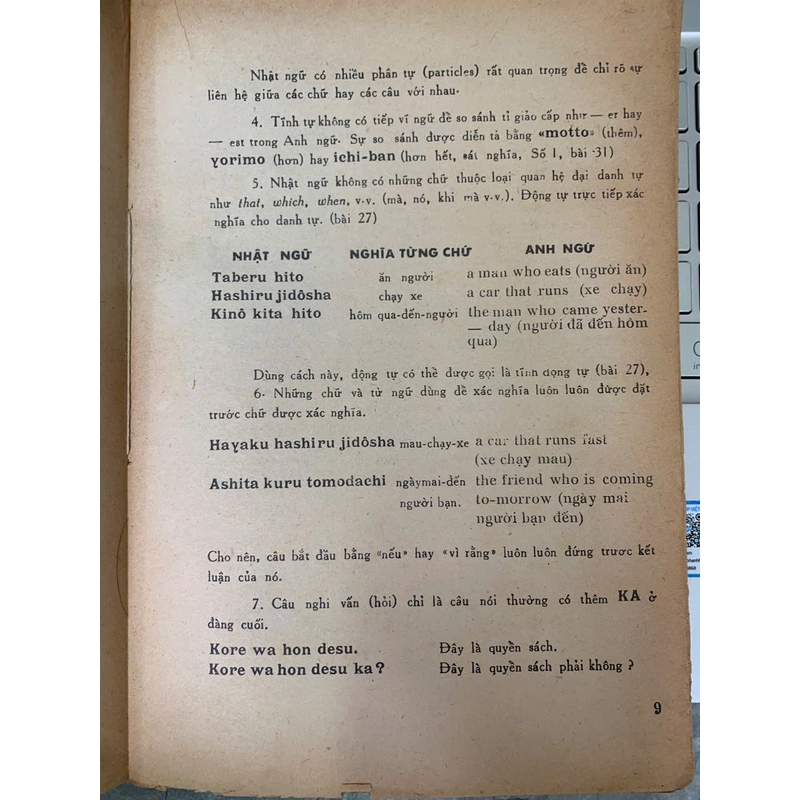 Nhật ngữ có nhiều phân tự (particles) rất quan trọng để chỉ rõ sự
liên hệ giữa các chữ hay các câu với nhau.
4. Tĩnh tự không có tiếp vĩ ngữ để so sánh tỉ giảo cấp như — er hay
— est trong Anh ngữ. Sự so sánh được diễn tả bằng «motto» (thêm),
yorimo (hơn) hay ichi-ban (hơn hết, sát nghĩa, Số 1, bài 31)
5. Nhật ngữ không có những chữ thuộc loại quan hệ đại danh tự
như that, which, when, v.v. (mà, nó, khi mà v.v.). Động tự trực tiếp xác
nghĩa cho danh tự. (bài 27)
NHẬT NGỮ NGHĨA TỪNG CHỮ ANH NGỮ
Taberu hito ăn người a man who eats (người ăn)
Hashiru jidôsha chạy xe a car that runs (xe chạy)
Kinô kita hito hôm qua-đến-người the man who came yester-
— day (người đã đến hôm
qua)
Dùng cách này, động tự có thể được gọi là tĩnh động tự (bài 27),
6. Những chữ và từ ngữ dùng để xác nghĩa luôn luôn được đặt
trước chữ được xác nghĩa.
Hayaku hashiru jidôsha mau-chạy-xe a car that runs fast
(xe chạy mau)
Ashita kuru tomodachi ngàymai-đến the friend who is coming
người bạn. to-morrow (ngày mai
người bạn đến)
Cho nên, câu bắt đầu bằng «nếu» hay «vì rằng» luôn luôn đứng trươc kết
luận của nó.
7. Câu nghi vấn (hỏi) chỉ là câu nói thường có thêm KA ở
đàng cuối.
Kore wa hon desu. Đây là quyển sách.
Kore wa hon desu ka? Đây là quyển sách phải không ?
9